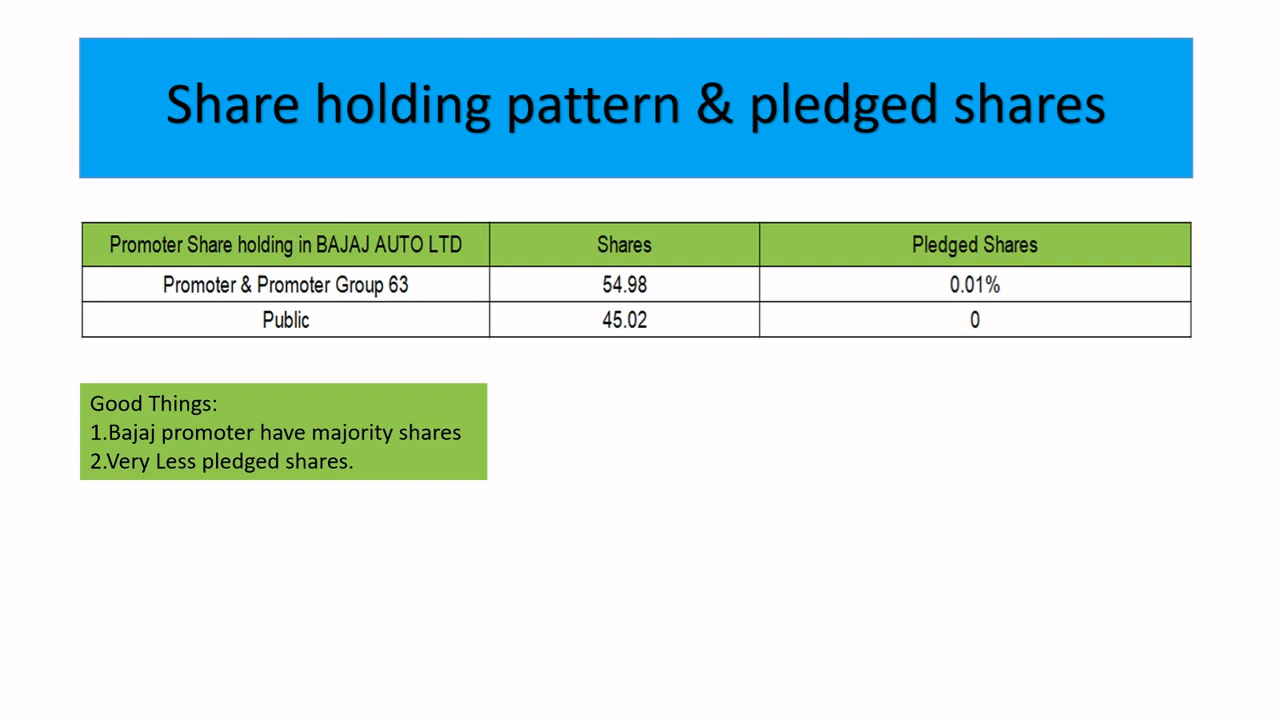 Share holding pattern & pledged shares
Promoter Share holding in BAJAJ AUTO LTD Shares Pledged Shares
Promoter & Promoter Group 63 54.98 0.01%
Public 45.02 0
Good Things:
1.Bajaj promoter have majority shares
2.Very Less pledged shares.